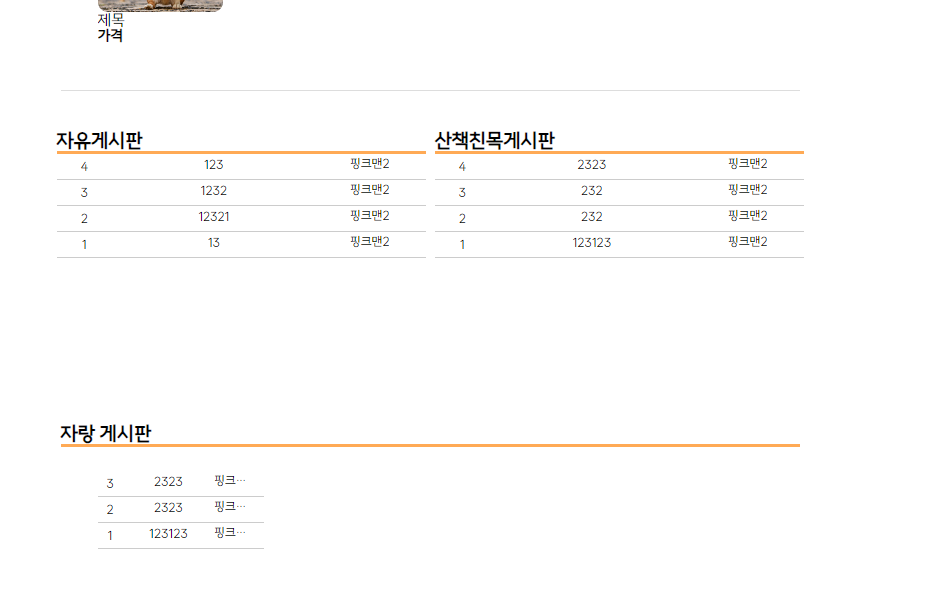 제목
가격
자유게시판
4 123 핑크맨2
3 1232 핑크맨2
2 12321 핑크맨2
1 13 핑크맨2
산책친목게시판
4 2323 핑크맨2
3 232 핑크맨2
2 232 핑크맨2
1 123123 핑크맨2
자랑 게시판
3 2323 핑크…
2 2323 핑크…
1 123123 핑크…